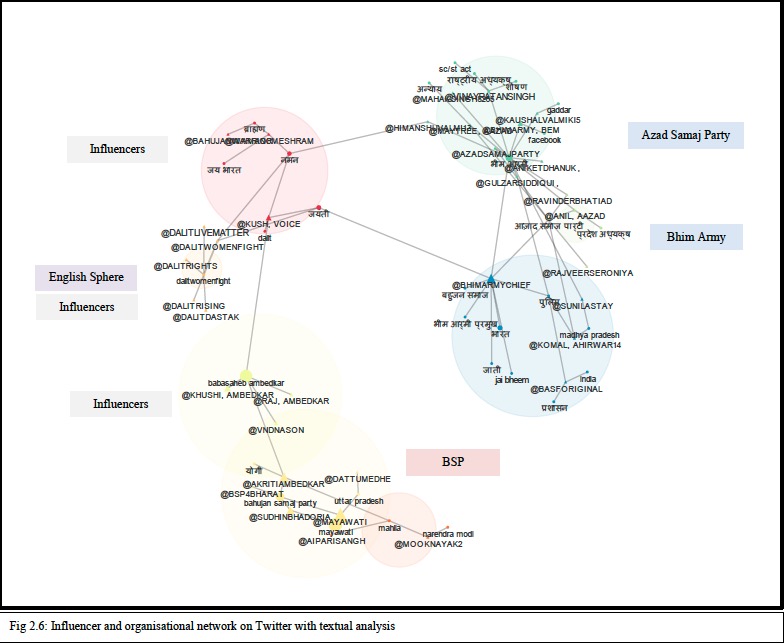 sc/st act
राष्ट्रीय अध्यक्ष
शोषण
अन्याय
@VINAYRATANSINGH
gaddar
@KAUSHALVALMIKI5
facebook
@AZADSAMAJPARTY
भीम आर्मी
@ANIKETDHANUK,
@GULZARSIDDIQUI,
@RAVINDERBHATIAD
@ANIL, AAZAD
आज़ाद समाज पार्टी
प्रदेश अध्यक्ष
Azad Samaj Party
Bhim Army
Influencers
ब्राह्मण
नमन
जय भारत
जयती
@KUSH, VOICE
dalit
@DALITLIVEMATTER
@DALITWOMENFIGHT
@DALITRIGHTS
dalitwomenfight
@DALITRISING
@DALITDASTAK
English Sphere
Influencers
@RAJVEERSERONIYA
@BHIMARMYCHIEF
बहुजन समाज
पुलिस
@SUNILASTAY
भीम आर्मी प्रमुख
भारत
madhya pradesh
@KOMAL, AHIRWAR14
जाती
jai bheem
india
@BASFORIGINAL
प्रशासन
babasaheb ambedkar
@KHUSHI, AMBEDKAR
@RAJ, AMBEDKAR
Influencers
@VNDNASON
BSP
योगी
@DATTUMEDHE
@AKRITIAMBEDKAR
@BSP4BHARAT
bahujan samaj party
uttar pradesh
@SUDHINBHADORIA
@MAYAWATI
mayawati
mahila
narendra modi
@AIPARISANGH
@MOOKNAYAK2
Fig 2.6: Influencer and organisational network on Twitter with textual analysis